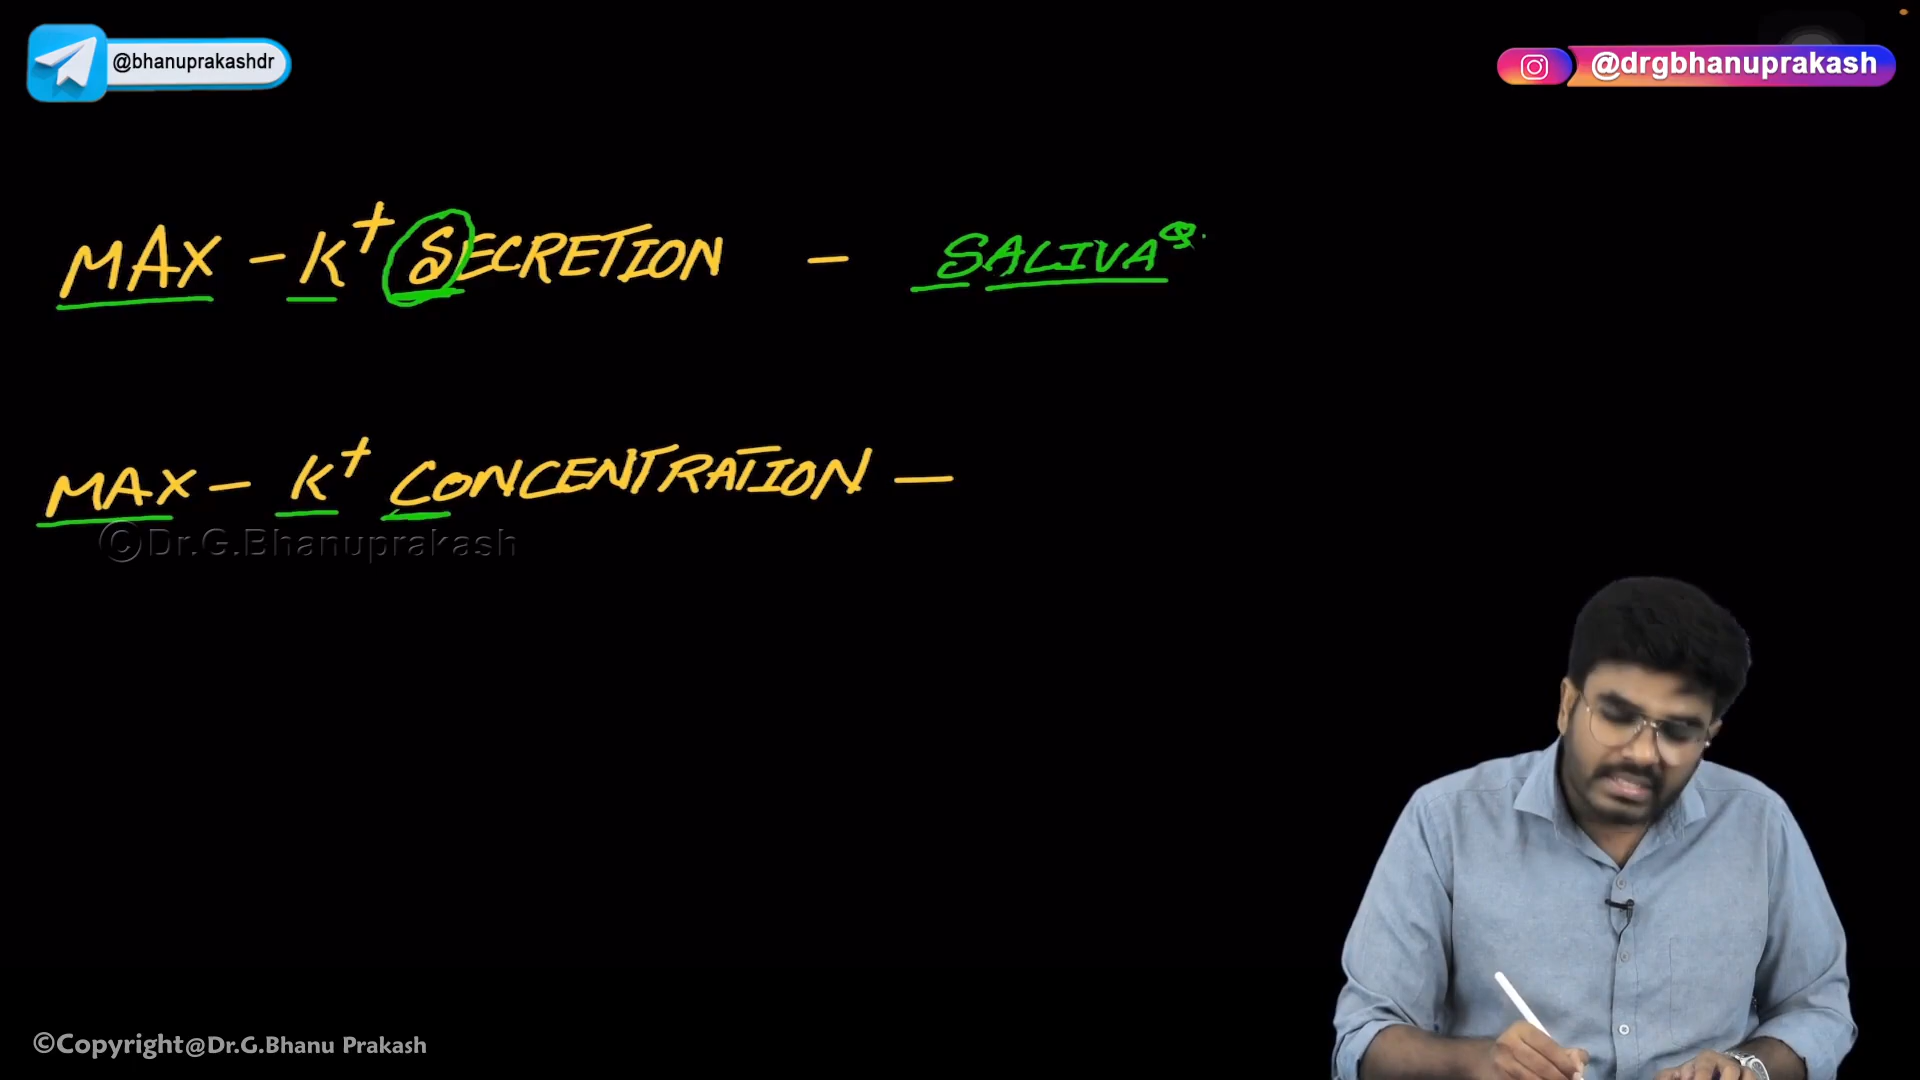 @bhanuprakashdr
@drgbhanuprakash
MAX - K+ SECRETION - SALIVA Q.
MAX - K+ CONCENTRATION -
©Dr.G.Bhanuprakash
©Copyright@Dr.G.Bhanu Prakash